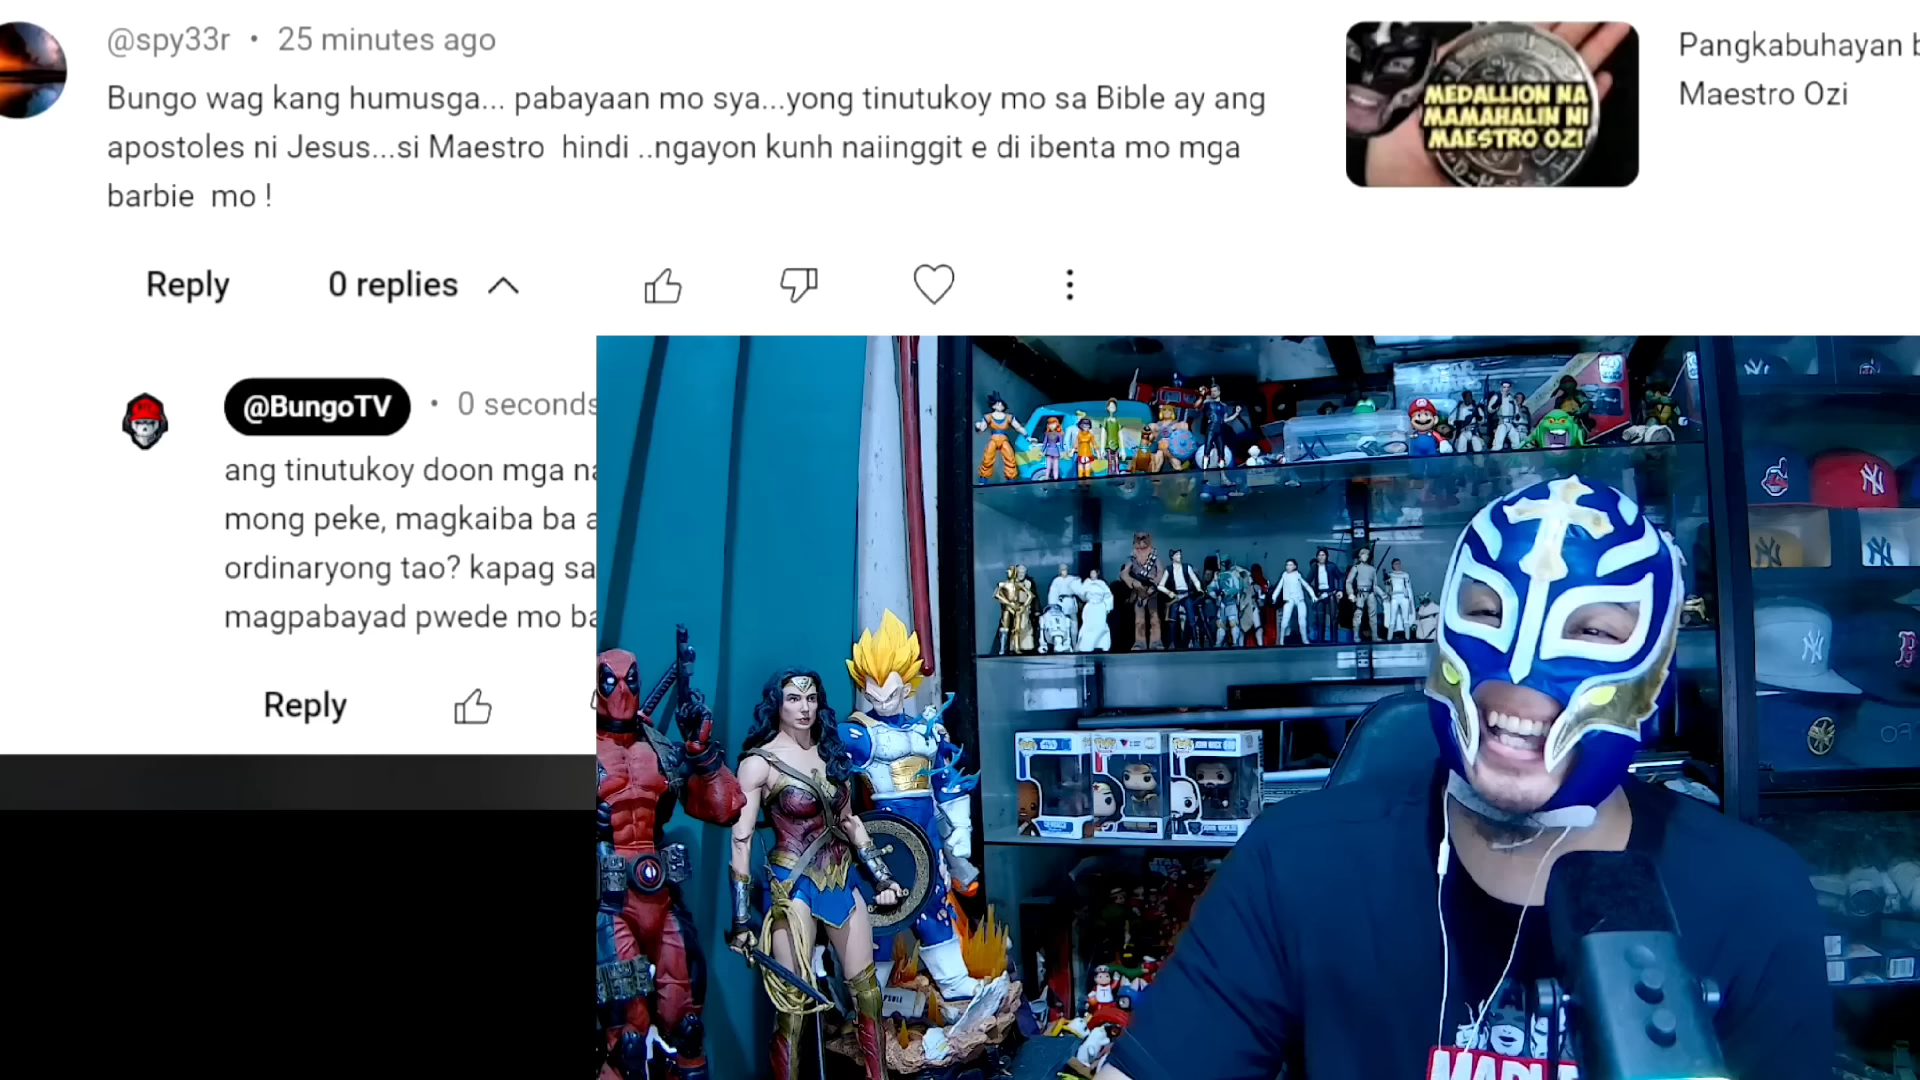 @spy33r • 25 minutes ago
Bungo wag kang humusga... pabayaan mo sya...yong tinutukoy mo sa Bible ay ang
apostoles ni Jesus...si Maestro  hindi ..ngayon kunh naiinggit e di ibenta mo mga
barbie  mo !
Reply
0 replies
MEDALLION NA
MAMAHALIN NI
MAESTRO OZI
Pangkabuhayan
Maestro Ozi
@BungoTV • 0 seconds
ang tinutukoy doon mga
mong peke, magkaiba ba
ordinaryong tao? kapag
magpabayad pwede mo
Reply